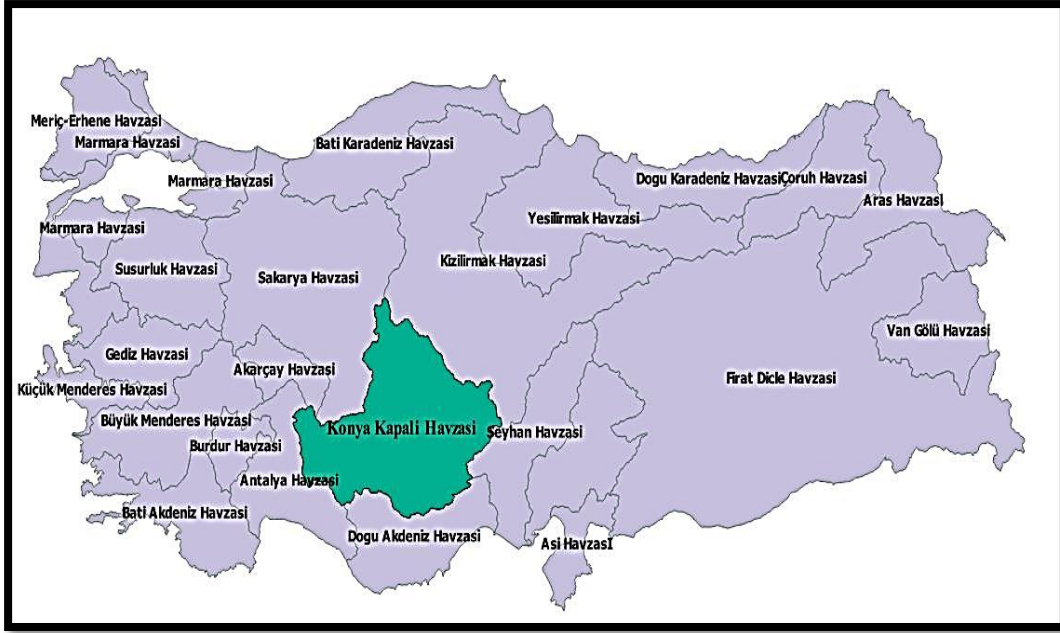 Meriç-Erhene Havzasi
Marmara Havzasi
Bati Karadeniz Havzasi
Marmara Havzasi
Dogu Karadeniz Havzasi
Çoruh Havzasi
Aras Havzasi
Yesilirmak Havzasi
Marmara Havzasi
Kizilirmak Havzasi
Susurluk Havzasi
Sakarya Havzasi
Van Gölü Havzasi
Gediz Havzasi
Akarçay Havzasi
Firat Dicle Havzasi
Küçük Menderes Havzasi
Büyük Menderes Havzasi
Konya Kapali Havzasi
Seyhan Havzasi
Burdur Havzasi
Antalya Havzasi
Bati Akdeniz Havzasi
Dogu Akdeniz Havzasi
Asi HavzasI